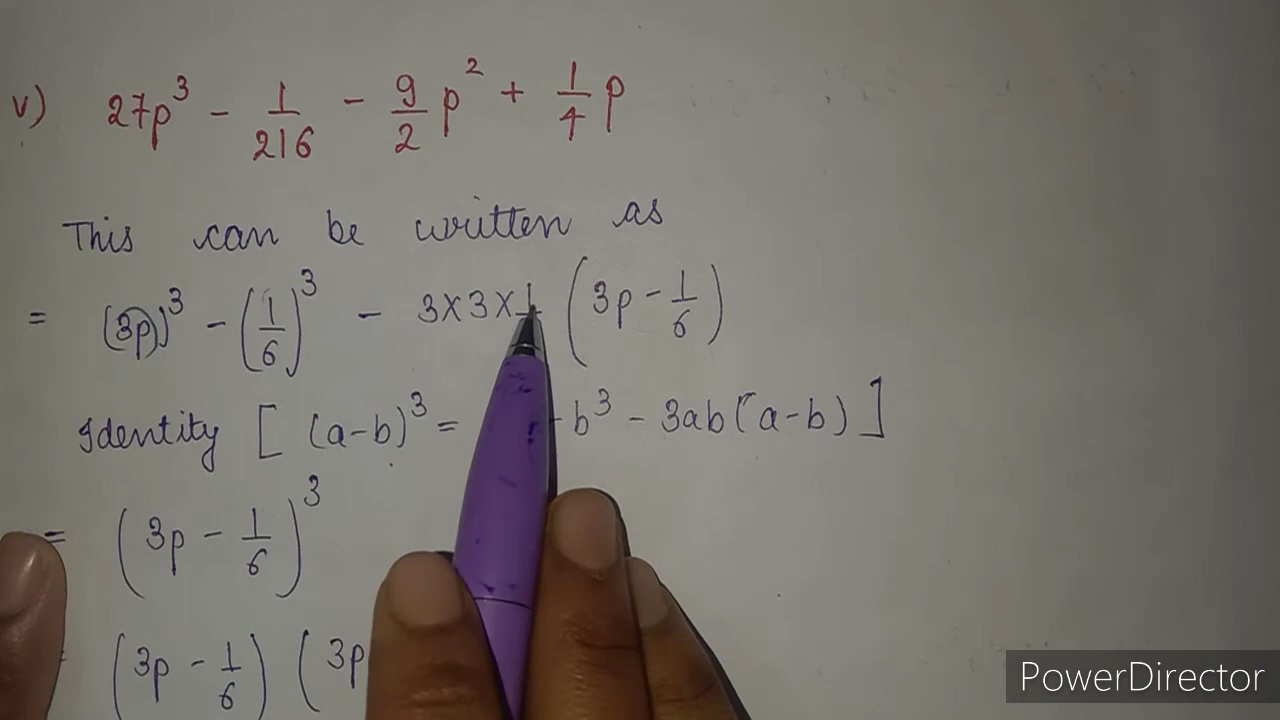 v) 27p³ - 1/216 - 9/2 p² + 1/4 p
This can be written as
= (3p)³ - (1/6)³ - 3×3×1 (3p - 1/6)
Identity [ (a-b)³ = - b³ - 3ab(a-b) ]
= (3p - 1/6)³
(3p - 1/6) (3p
PowerDirector